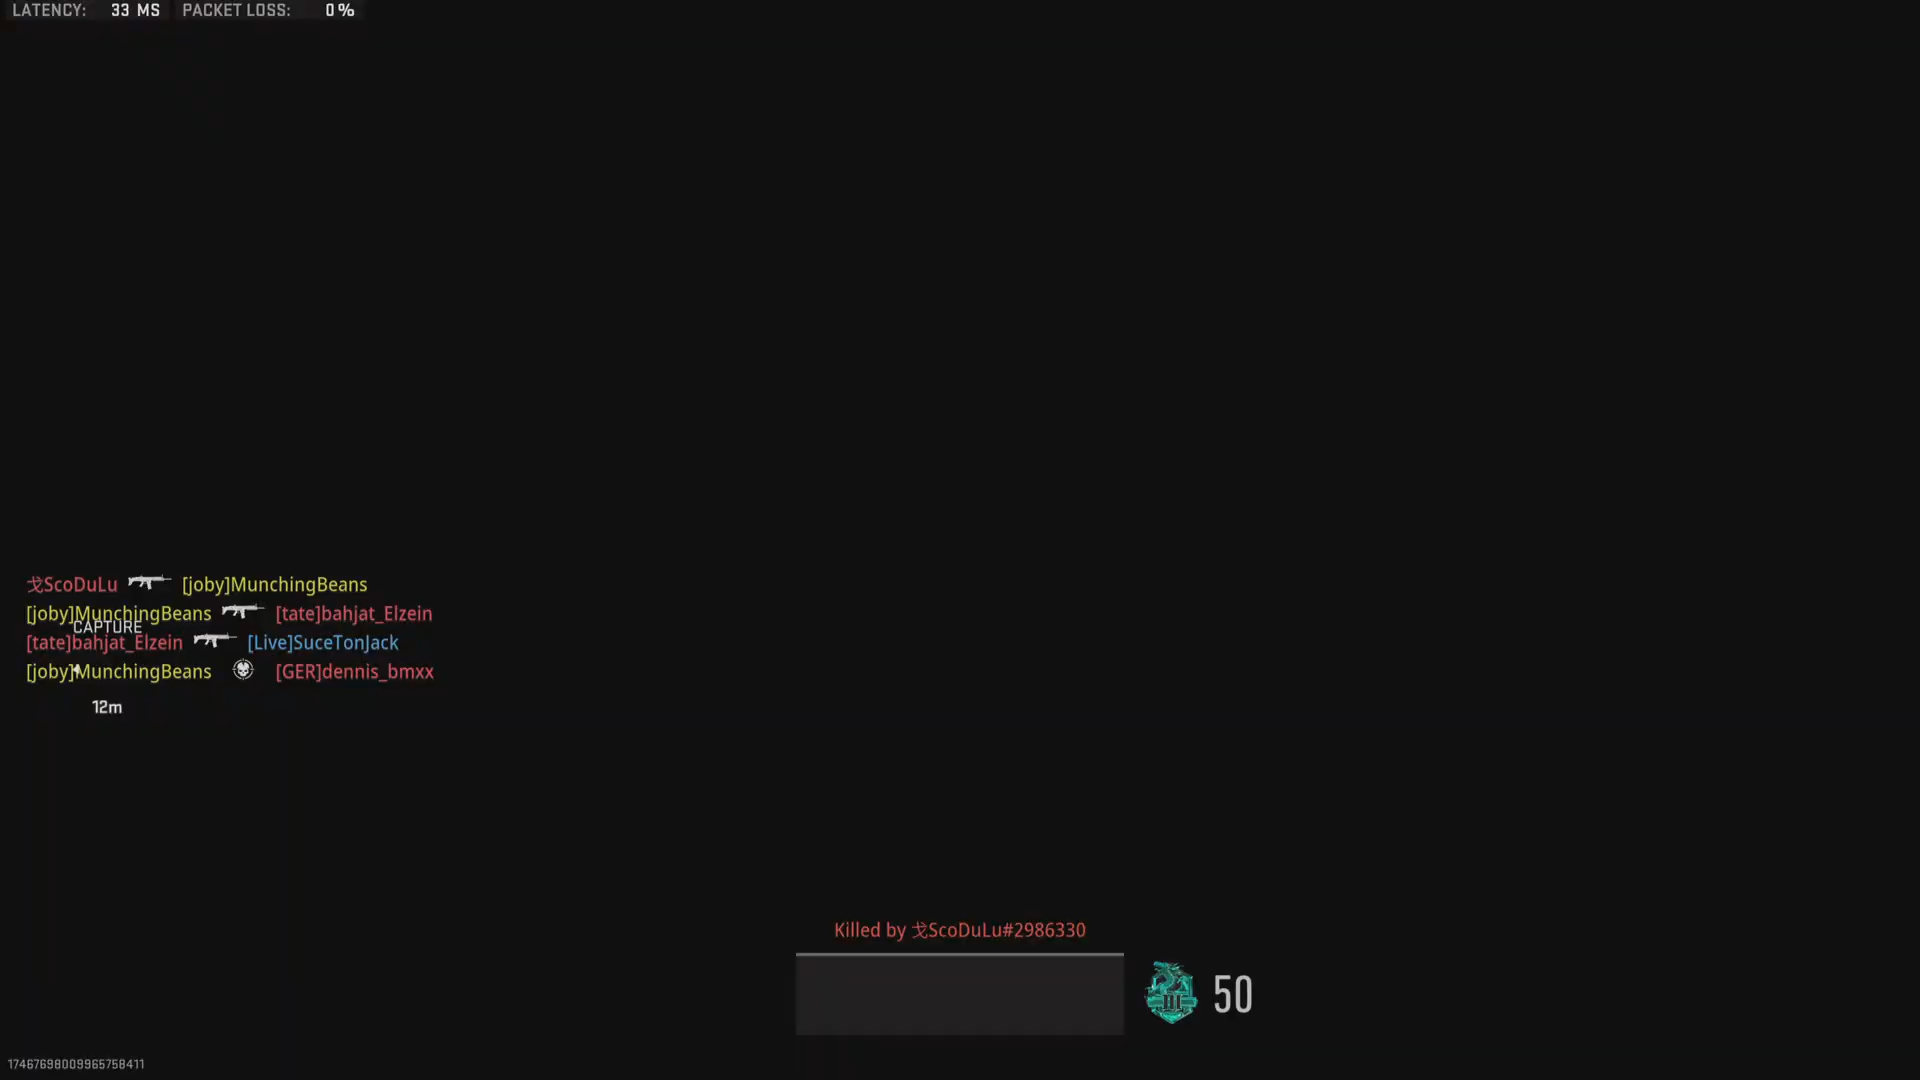 LATENCY: 33 MS PACKET LOSS: 0%
戈ScoDuLu [joby]MunchingBeans
[joby]MunchingBeans [tate]bahjat_Elzein
CAPTURE
[tate]bahjat_Elzein [Live]SuceTonJack
[joby]MunchingBeans [GER]dennis_bmxx
12m
Killed by 戈ScoDuLu#2986330
III 50
17467698009965758411